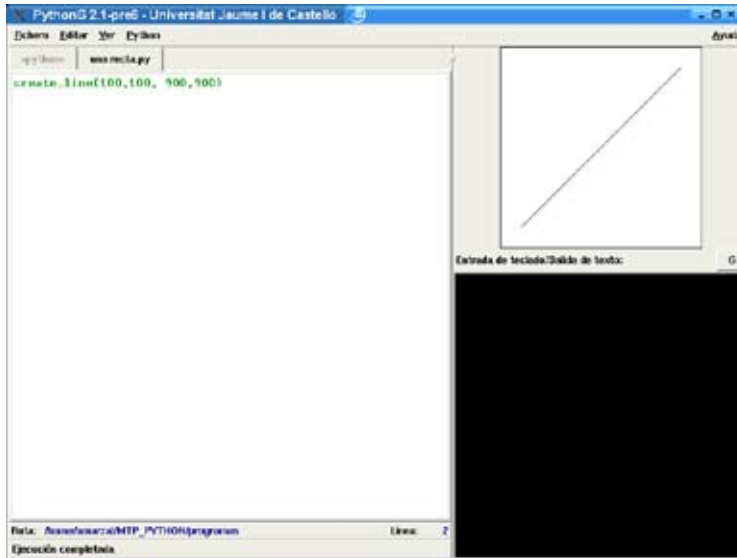 PythonG 2.1-pre6 - Universitat Jaume I de Castelló
Fichero Editar Ver Python
Ayuda
<python> una recta.py
create_line(100,100, 900,900)
Entrada de teclado/Salida de texto:
G
Ruta: /home/amarzal/MTP_PYTHON/programas Línea: 2
Ejecución completada